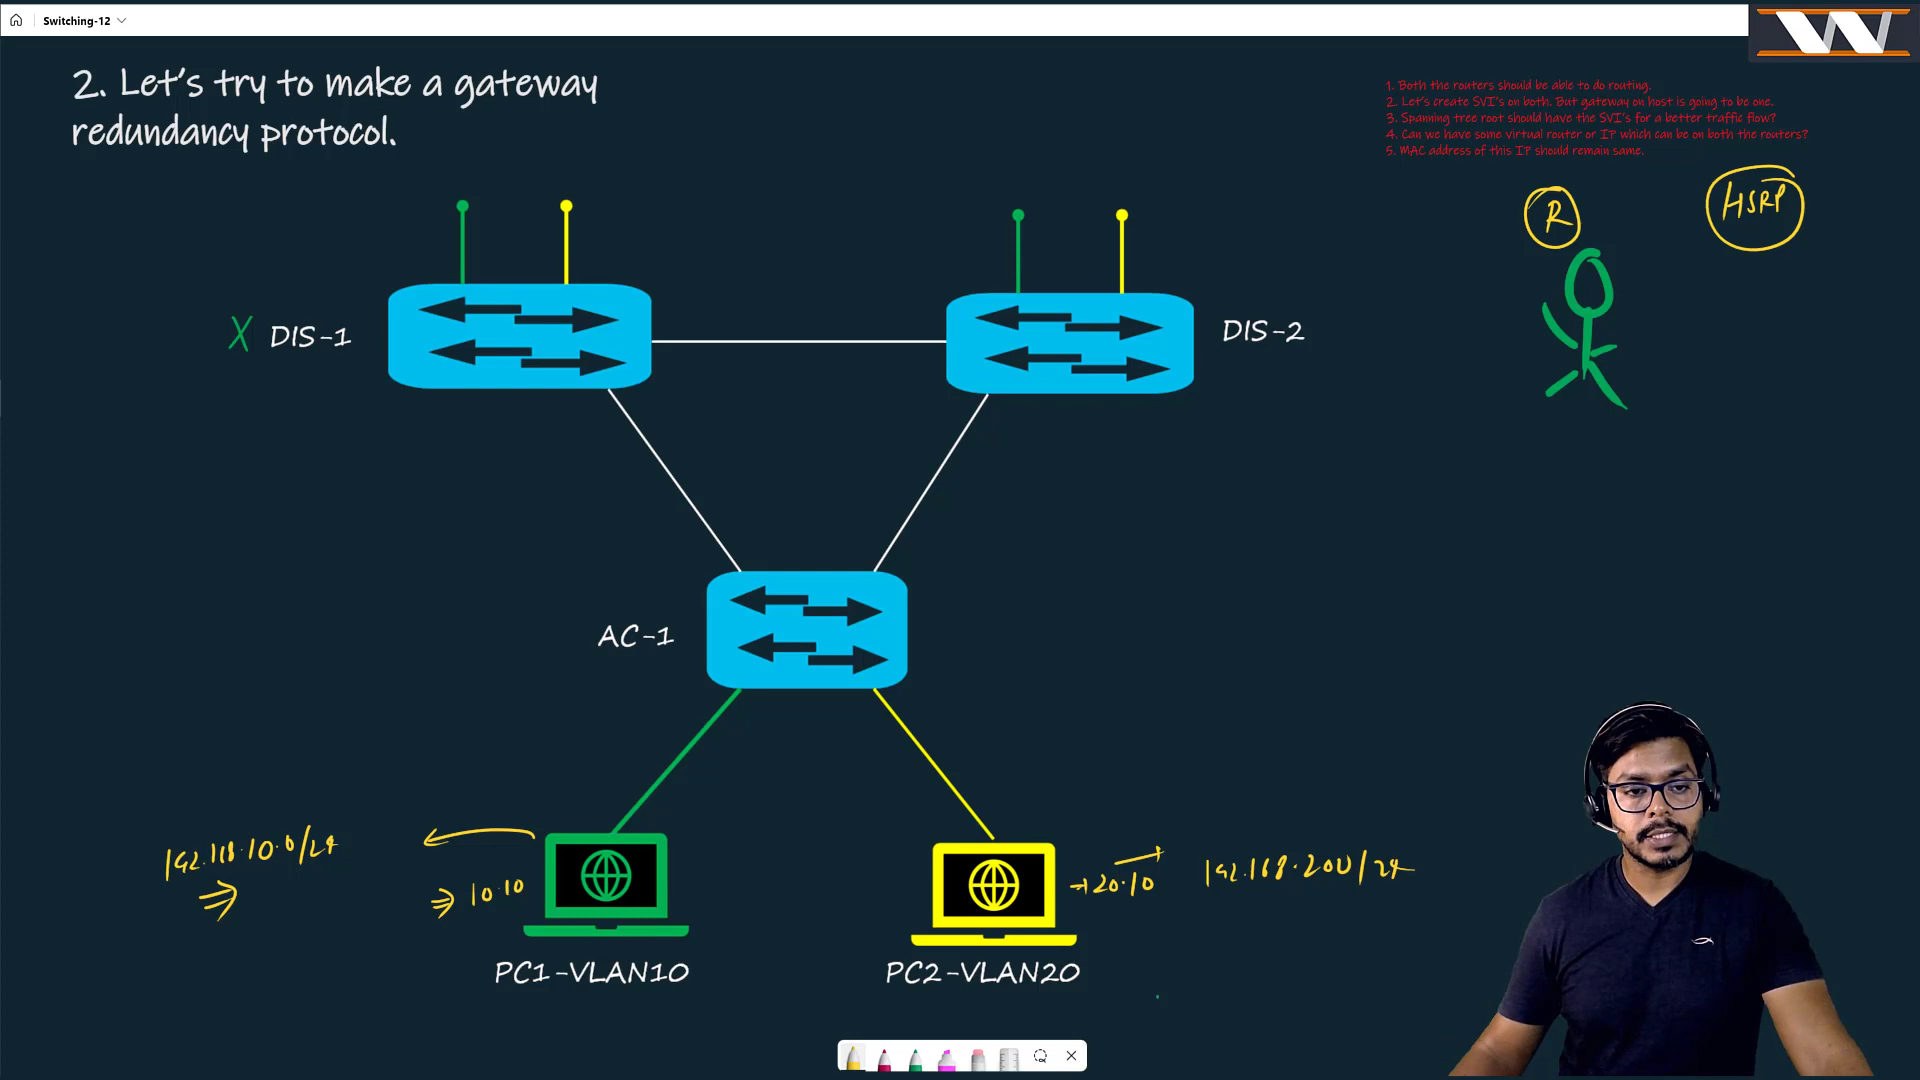 Switching-12
W
2. Let's try to make a gateway
redundancy protocol.
1. Both the routers should be able to do routing.
2. Let's create SVI's on both. But gateway on host is going to be one.
3. Spanning tree root should have the SVI's for a better traffic flow?
4. Can we have some virtual router or IP which can be on both the routers?
5. MAC address of this IP should remain same.
R
HSRP
X DIS-1
DIS-2
AC-1
192.168.10.0/24
10.10
20.10
192.168.200/24
PC1-VLAN10
PC2-VLAN20